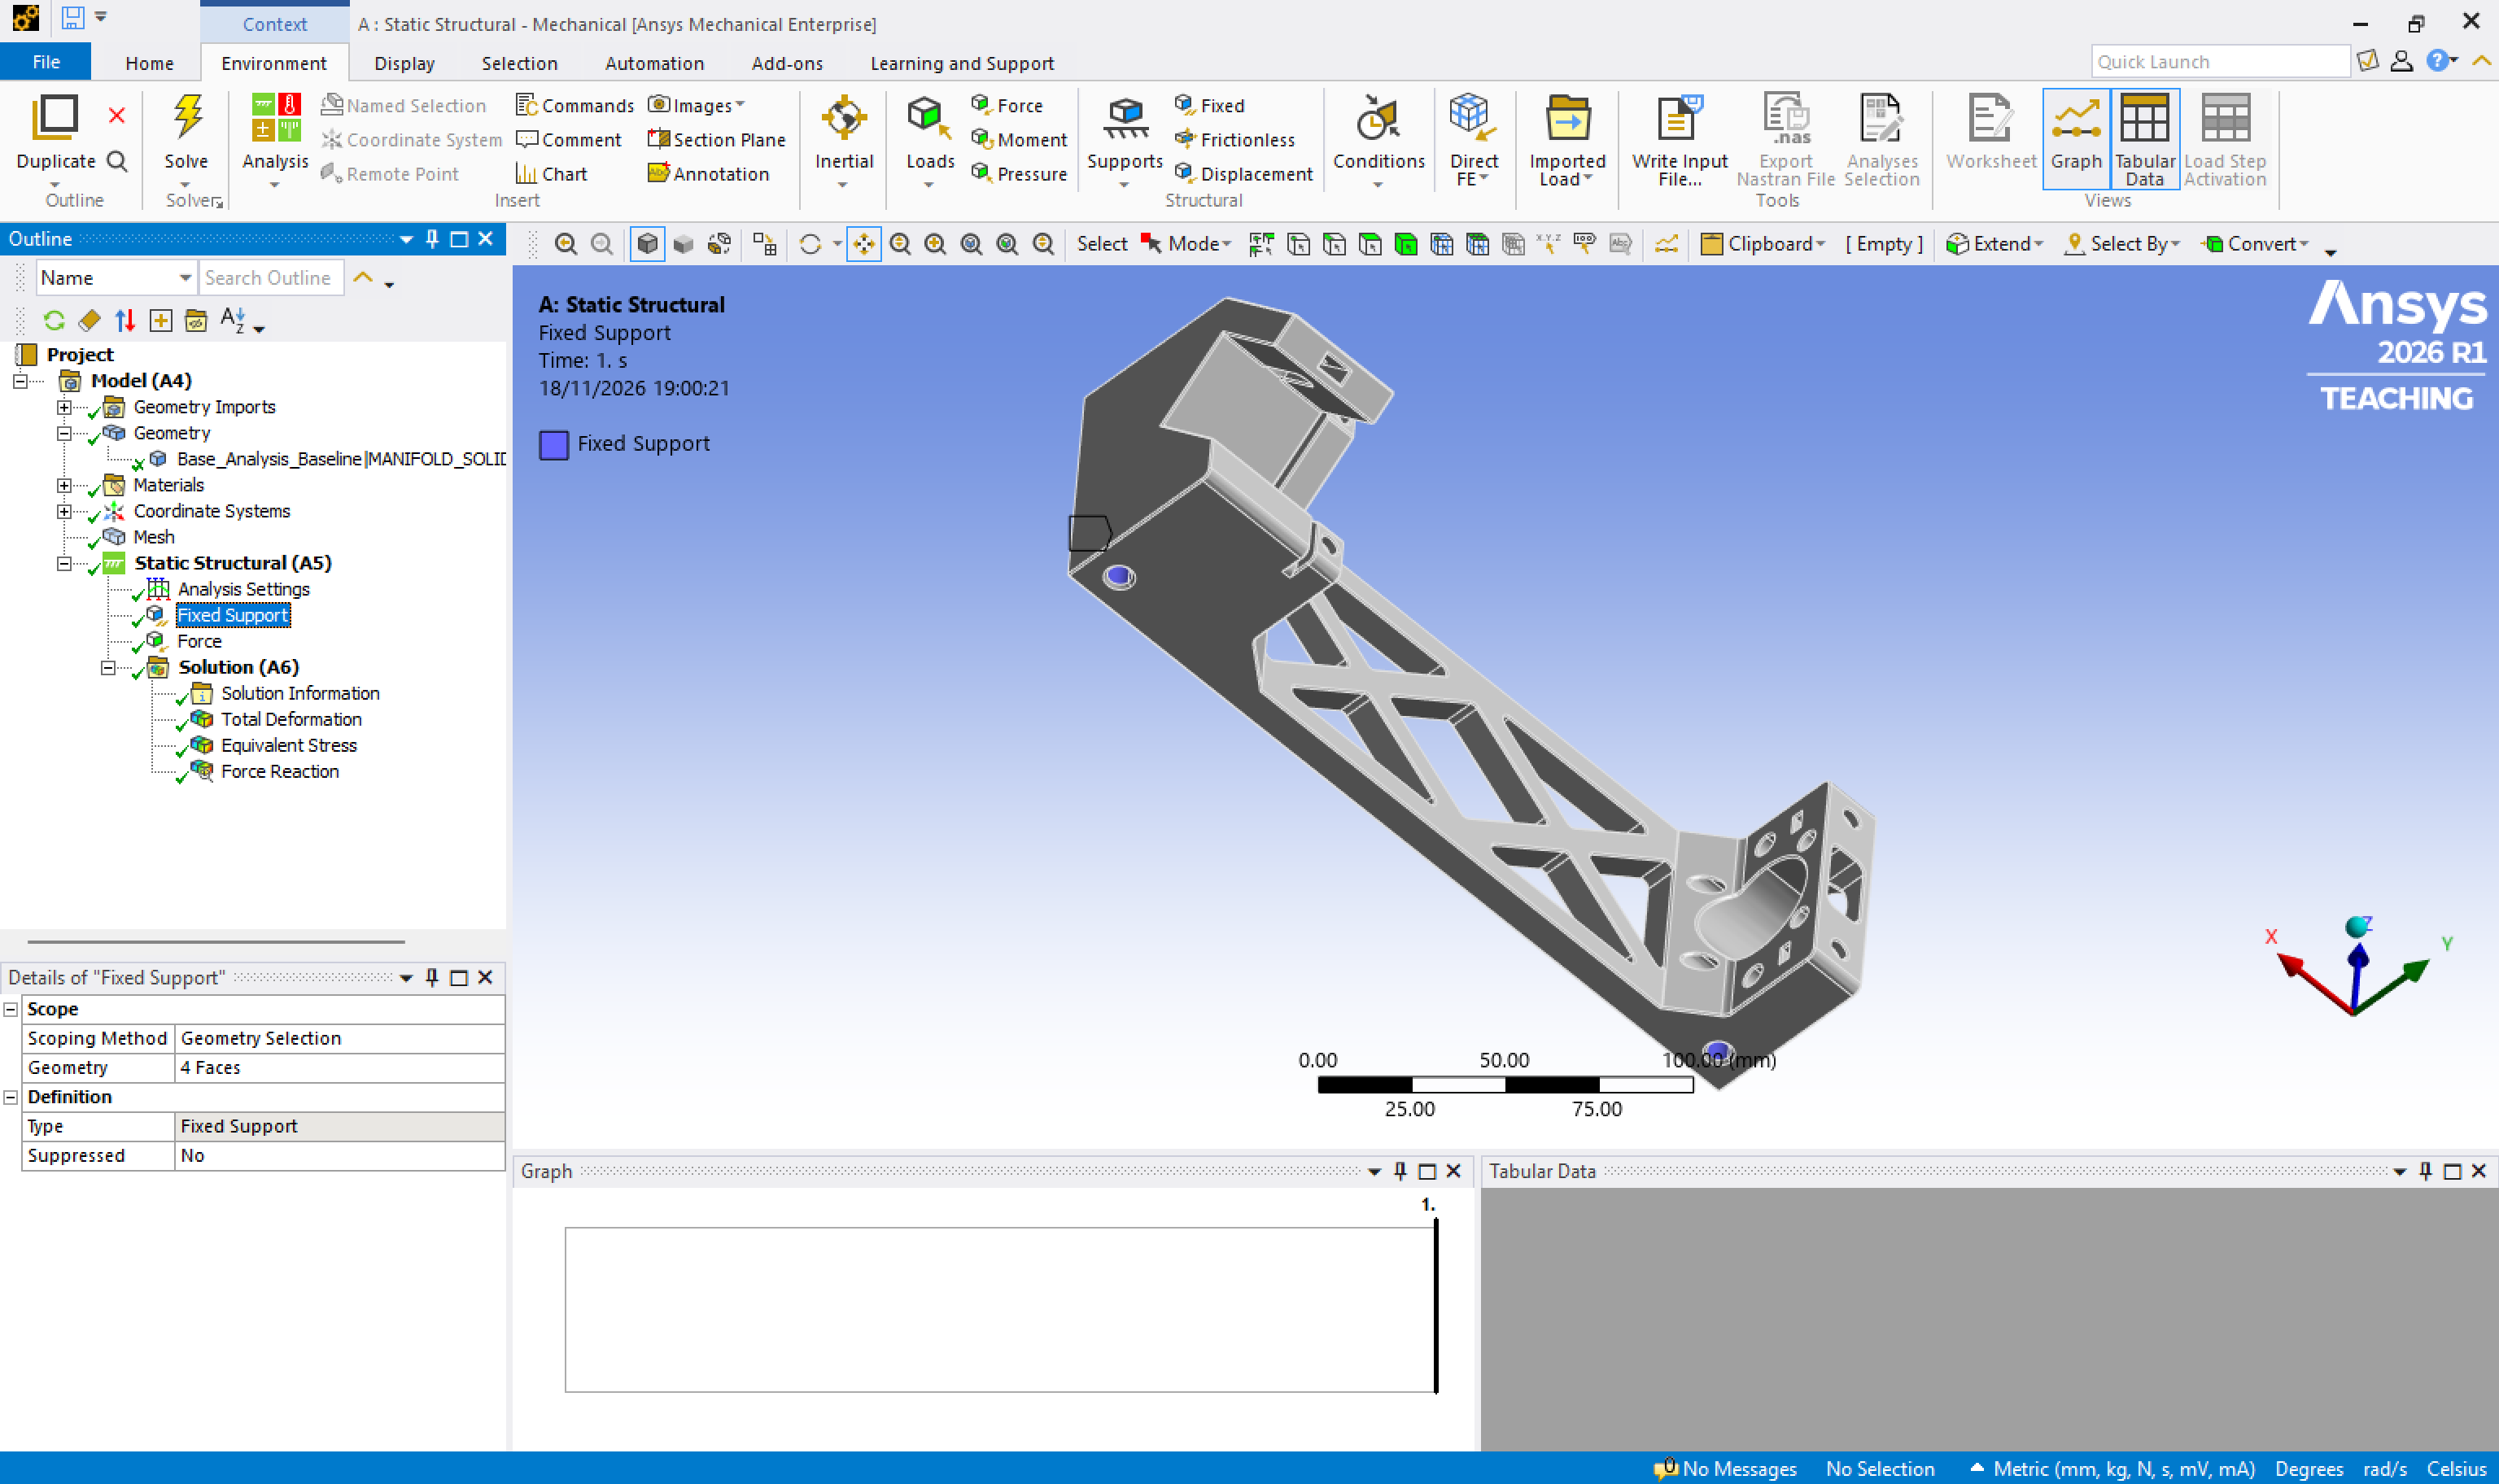 Context
A : Static Structural - Mechanical [Ansys Mechanical Enterprise]
File Home Environment Display Selection Automation Add-ons Learning and Support Quick Launch
Duplicate
Outline
Solve
Solver
Analysis
Named Selection
Coordinate System
Remote Point
Commands
Comment
Chart
Images
Section Plane
Annotation
Insert
Inertial
Loads
Force
Moment
Pressure
Supports
Fixed
Frictionless
Displacement
Structural
Conditions
Direct
FE
Imported
Load
Write Input
File...
.nas
Export
Nastran File
Analyses
Selection
Tools
Worksheet
Graph
Tabular
Data
Load Step
Activation
Views
Outline
Name Search Outline
Select Mode Clipboard [ Empty ] Extend Select By Convert
Project
Model (A4)
Geometry Imports
Geometry
Base_Analysis_Baseline|MANIFOLD_SOLI
Materials
Coordinate Systems
Mesh
Static Structural (A5)
Analysis Settings
Fixed Support
Force
Solution (A6)
Solution Information
Total Deformation
Equivalent Stress
Force Reaction
A: Static Structural
Fixed Support
Time: 1. s
18/11/2026 19:00:21
Fixed Support
Ansys
2026 R1
TEACHING
X
Z
Y
0.00 50.00 100.00 (mm)
25.00 75.00
Details of "Fixed Support"
Scope
Scoping Method Geometry Selection
Geometry 4 Faces
Definition
Type Fixed Support
Suppressed No
Graph
1.
Tabular Data
0 No Messages No Selection Metric (mm, kg, N, s, mV, mA) Degrees rad/s Celsius